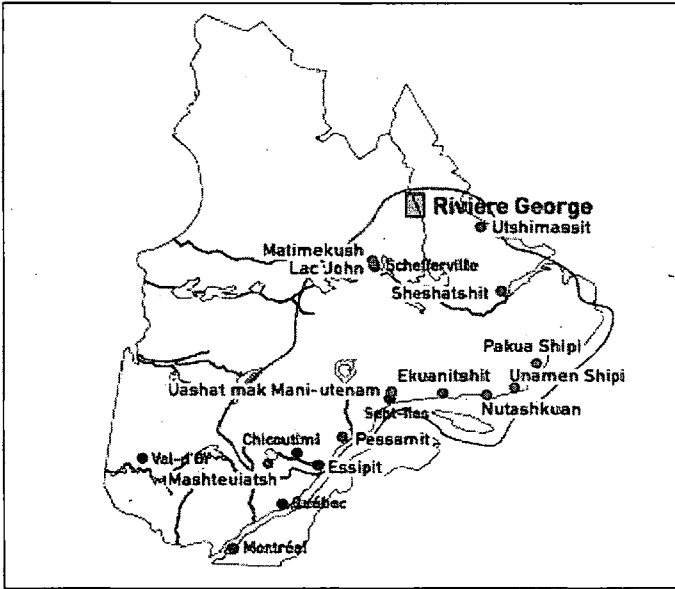 Rivière George
Utshimassit
Matimekush
Lac John
Schefferville
Sheshatshit
Pakua Shipi
Ekuanitshit
Unamen Shipi
Uashat mak Mani-utenam
Sept-Îles
Nutashkuan
Chicoutimi
Pessamit
Val-d'Or
Essipit
Mashteuiatsh
Québec
Montréal